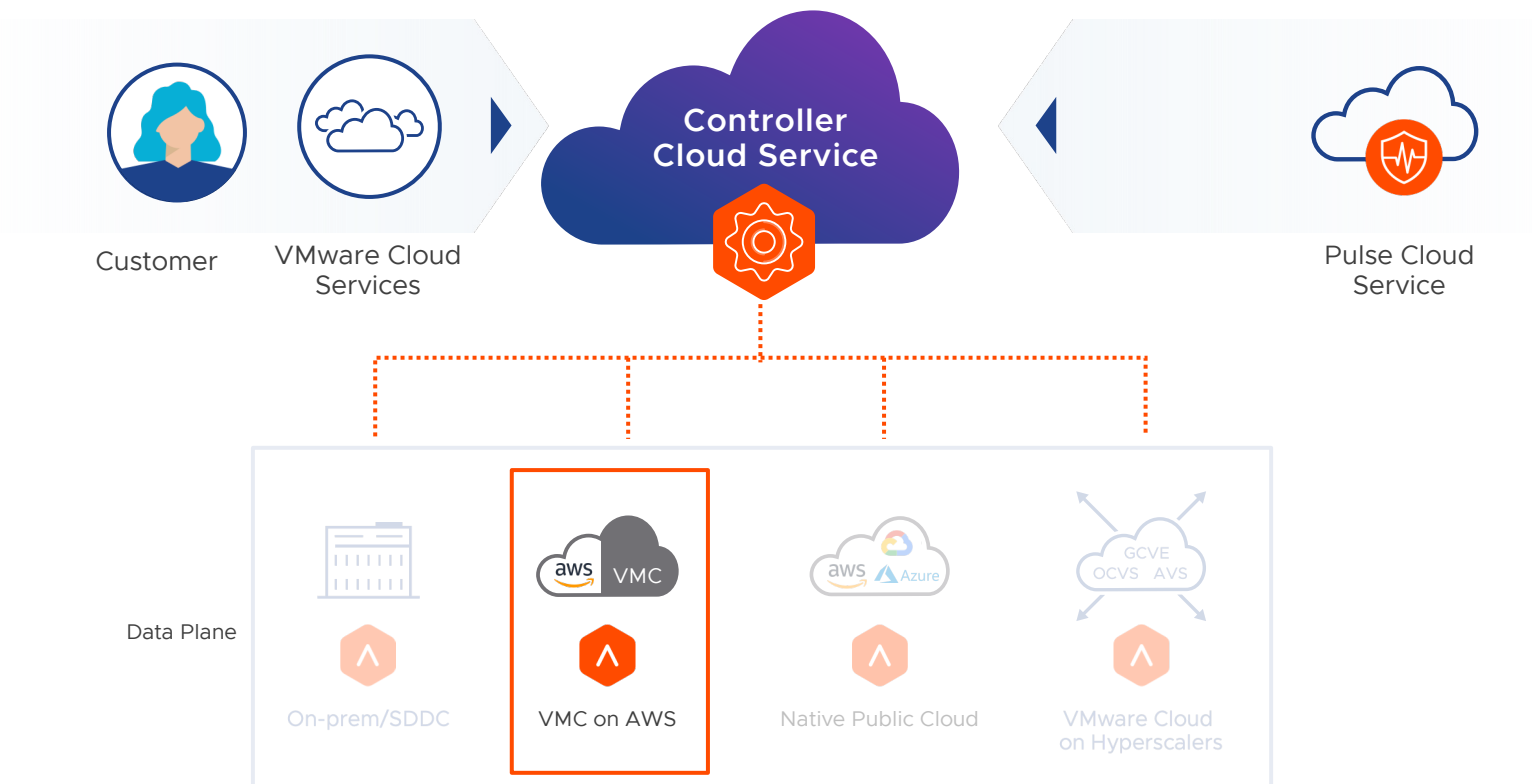 Controller
Cloud Service
Customer
VMware Cloud
Services
Pulse Cloud
Service
Data Plane
aws
VMC
aws
Azure
GCVE
OCVS AVS
On-prem/SDDC
VMC on AWS
Native Public Cloud
VMware Cloud
on Hyperscalers